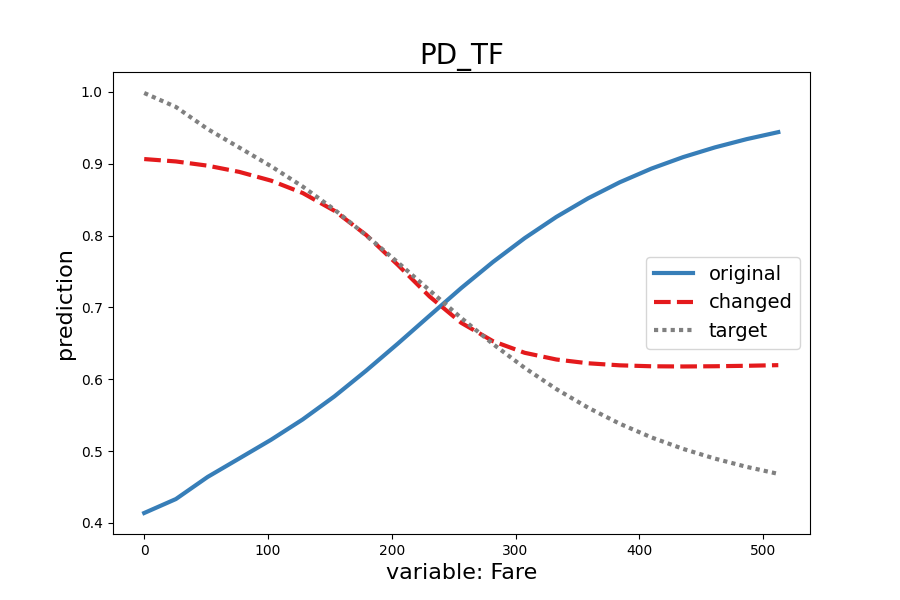 PD_TF
1.0
0.9
0.8
0.7
0.6
0.5
0.4
prediction
original
changed
target
0 100 200 300 400 500
variable: Fare